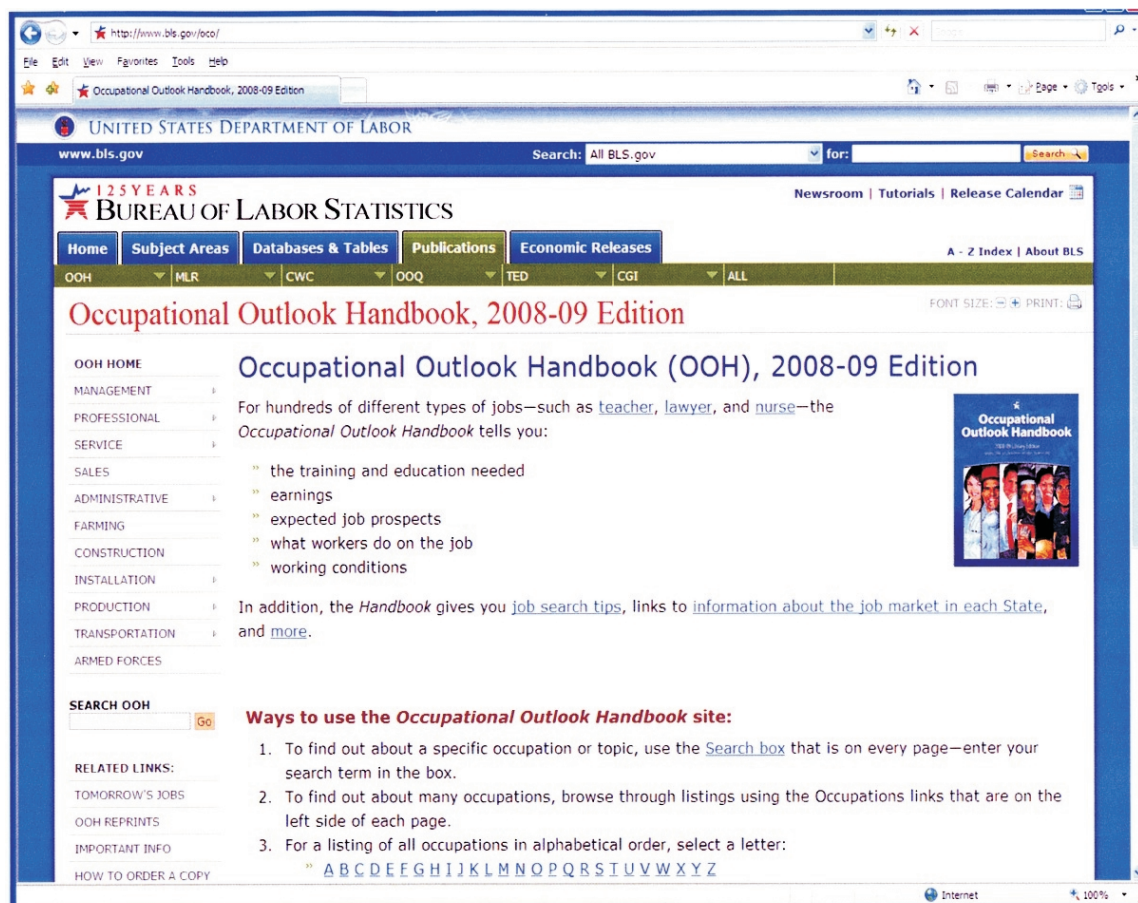 http://www.bls.gov/oco/
File Edit View Favorites Tools Help
Occupational Outlook Handbook, 2008-09 Edition
Page Tools
UNITED STATES DEPARTMENT OF LABOR
www.bls.gov Search: All BLS.gov for: Search
125 YEARS
BUREAU OF LABOR STATISTICS
Newsroom | Tutorials | Release Calendar
Home Subject Areas Databases & Tables Publications Economic Releases
A - Z Index | About BLS
OOH MLR CWC OOQ TED CGI ALL
Occupational Outlook Handbook, 2008-09 Edition
FONT SIZE: PRINT:
OOH HOME
MANAGEMENT
PROFESSIONAL
SERVICE
SALES
ADMINISTRATIVE
FARMING
CONSTRUCTION
INSTALLATION
PRODUCTION
TRANSPORTATION
ARMED FORCES
SEARCH OOH
Go
RELATED LINKS:
TOMORROW'S JOBS
OOH REPRINTS
IMPORTANT INFO
HOW TO ORDER A COPY
Occupational Outlook Handbook (OOH), 2008-09 Edition
For hundreds of different types of jobs—such as teacher, lawyer, and nurse—the
Occupational Outlook Handbook tells you:
» the training and education needed
» earnings
» expected job prospects
» what workers do on the job
» working conditions
In addition, the Handbook gives you job search tips, links to information about the job market in each State,
and more.
Occupational
Outlook Handbook
Ways to use the Occupational Outlook Handbook site:
1. To find out about a specific occupation or topic, use the Search box that is on every page—enter your
search term in the box.
2. To find out about many occupations, browse through listings using the Occupations links that are on the
left side of each page.
3. For a listing of all occupations in alphabetical order, select a letter:
» A B C D E F G H I J K L M N O P Q R S T U V W X Y Z
Internet 100%